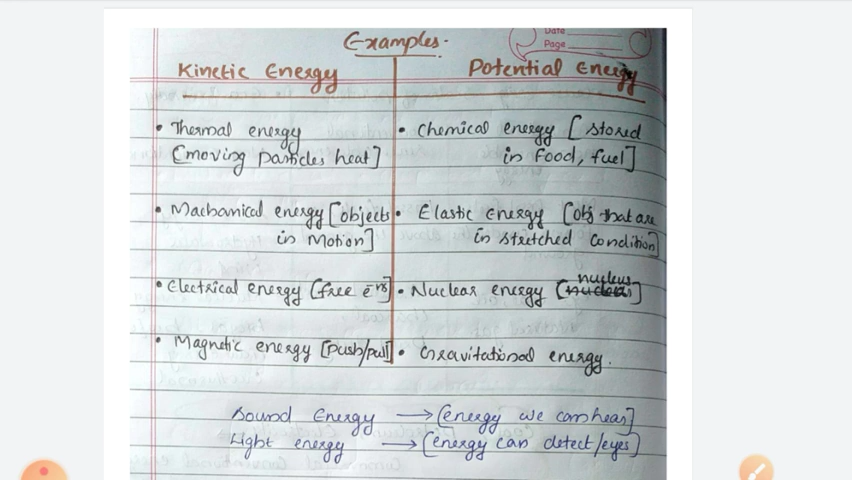 Date
Page
Examples.
Kinetic Energy
Potential Energy
• Thermal energy
[moving particles heat]
• Chemical energy [stored
in food, fuel]
• Machanical energy [objects
in Motion]
• Elastic energy [obj that are
in stretched condition]
• Electrical energy [free e⁻ns]
• Nuclear energy [nucleus]
• Magnetic energy [push/pull]
• Gravitational energy.
Sound Energy → [energy we can hear]
Light energy → [energy can detect/eyes]